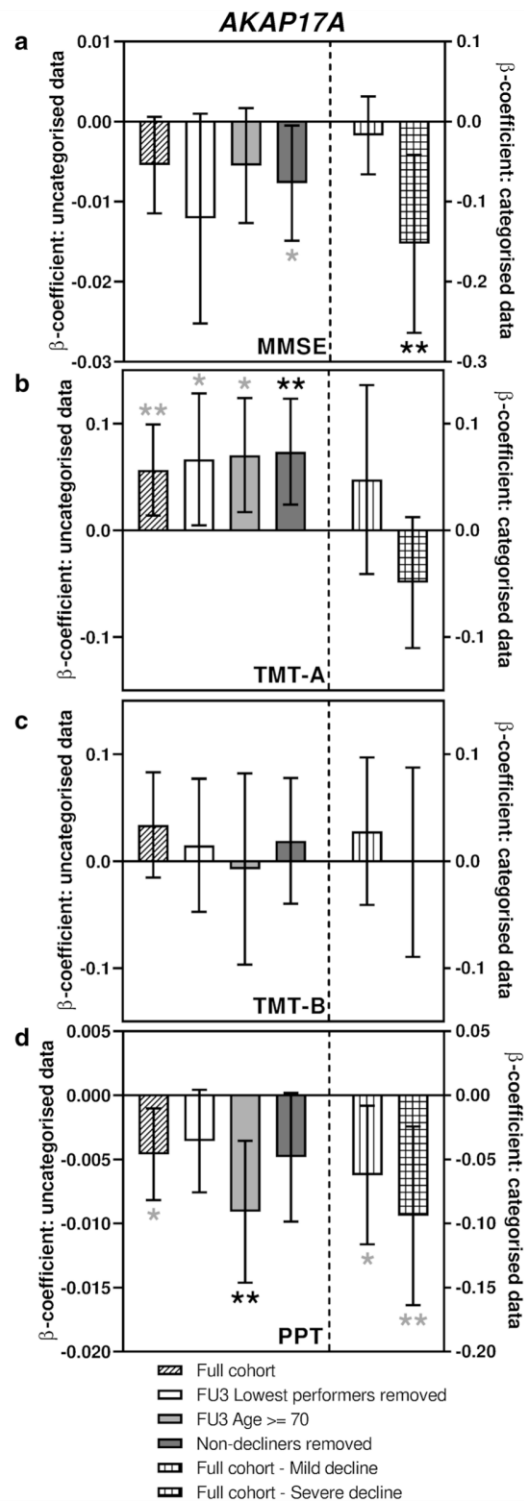 AKAP17A
a
β-coefficient: uncategorised data
0.01
0.00
-0.01
-0.02
-0.03
0.1
0.0
-0.1
-0.2
-0.3
β-coefficient: categorised data
*
**
MMSE
b
β-coefficient: uncategorised data
0.1
0.0
-0.1
0.1
0.0
-0.1
β-coefficient: categorised data
**
*
*
**
TMT-A
c
β-coefficient: uncategorised data
0.1
0.0
-0.1
0.1
0.0
-0.1
β-coefficient: categorised data
TMT-B
d
β-coefficient: uncategorised data
0.005
0.000
-0.005
-0.010
-0.015
-0.020
0.05
0.00
-0.05
-0.10
-0.15
-0.20
β-coefficient: categorised data
*
**
*
**
PPT
Full cohort
FU3 Lowest performers removed
FU3 Age >= 70
Non-decliners removed
Full cohort - Mild decline
Full cohort - Severe decline